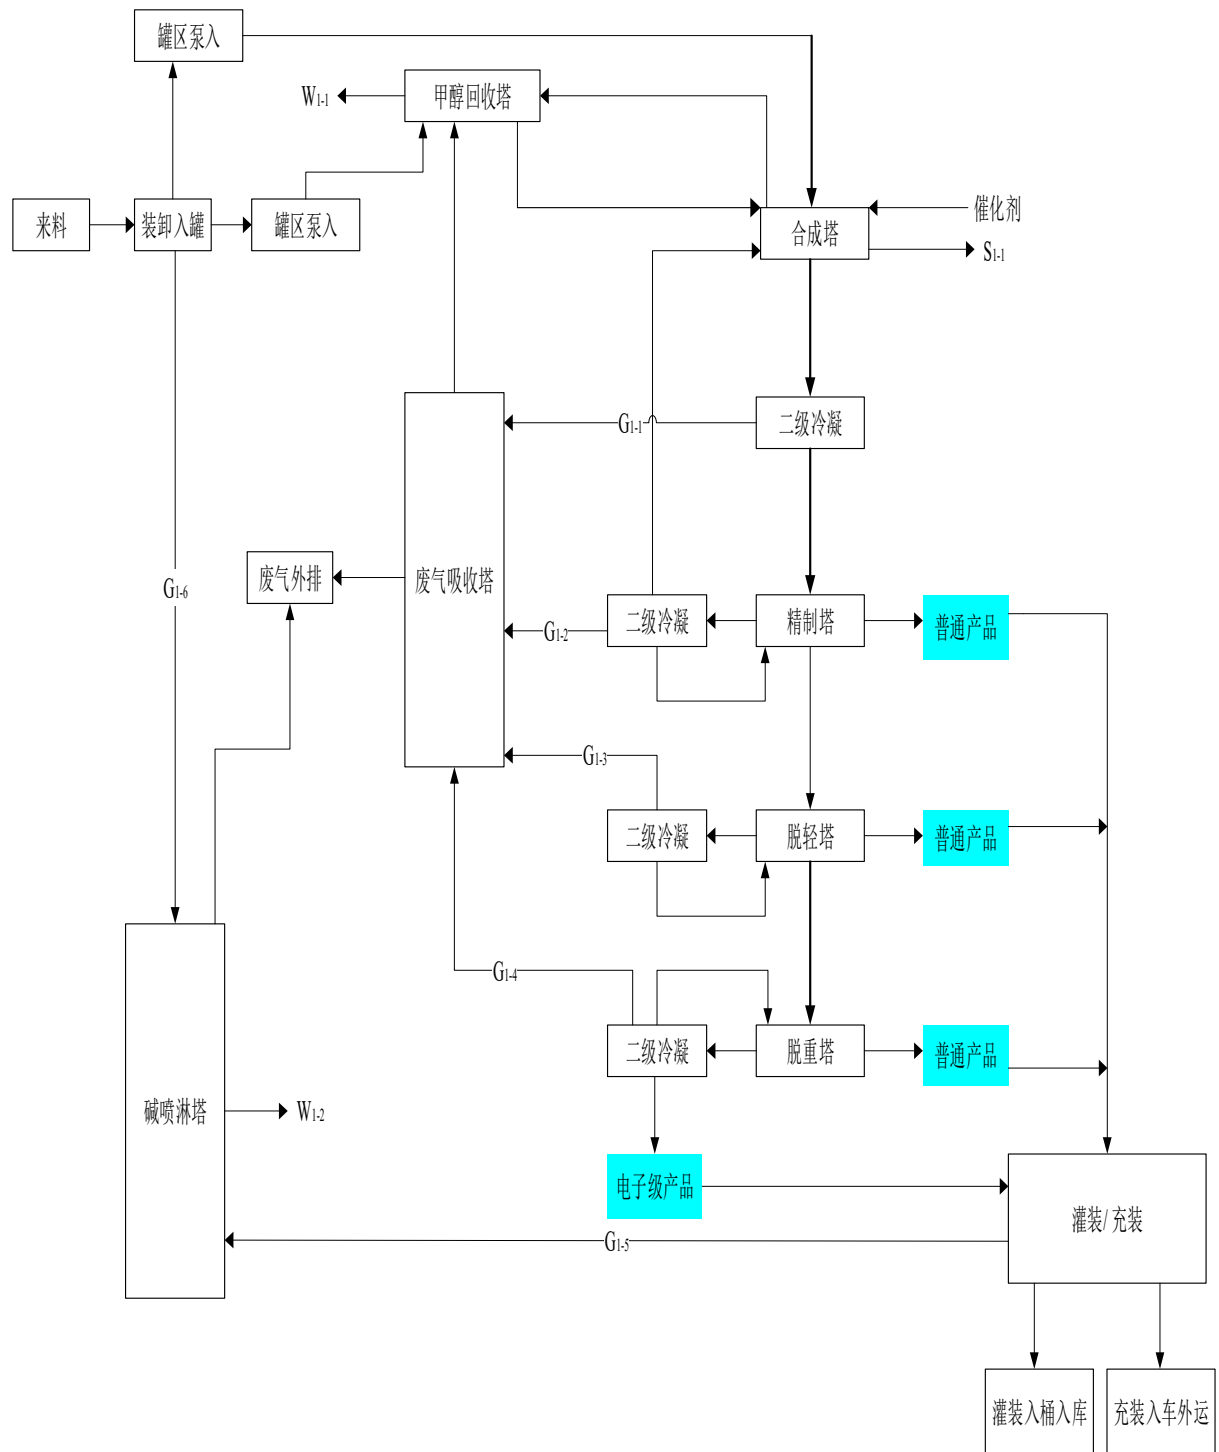 罐区泵入
W1-1
甲醇回收塔
来料
装卸入罐
罐区泵入
合成塔
催化剂
S1-1
G1-1
二级冷凝
G1-6
废气外排
废气吸收塔
G1-2
二级冷凝
精制塔
普通产品
G1-3
二级冷凝
脱轻塔
普通产品
G1-4
二级冷凝
脱重塔
普通产品
碱喷淋塔
W1-2
电子级产品
灌装/充装
G1-5
灌装入桶入库
充装入车外运